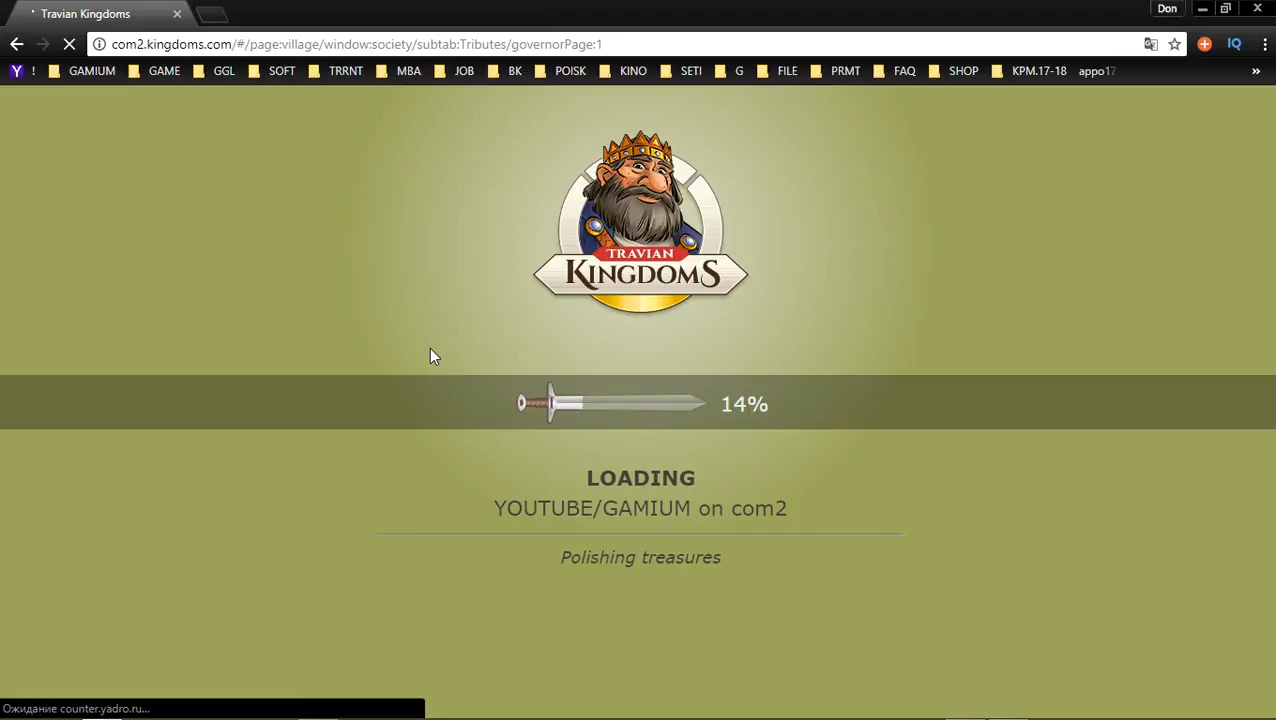 Travian Kingdoms
Don
com2.kingdoms.com/#/page:village/window:society/subtab:Tributes/governorPage:1
IQ
Y ! GAMIUM GAME GGL SOFT TRRNT MBA JOB BK POISK KINO SETI G FILE PRMT FAQ SHOP KPM.17-18 appo17 »
TRAVIAN
KINGDOMS
14%
LOADING
YOUTUBE/GAMIUM on com2
Polishing treasures
Ожидание counter.yadro.ru...